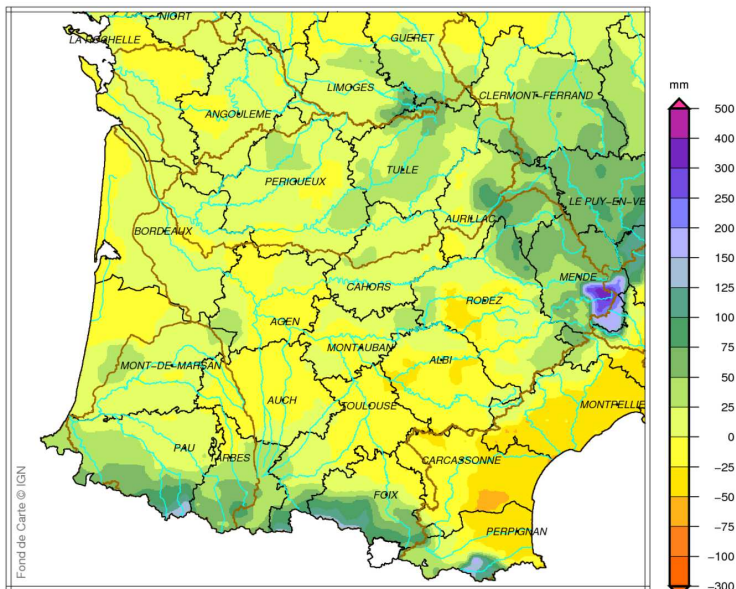 NIORT
LA ROCHELLE
GUERET
LIMOGES
CLERMONT-FERRAND
ANGOULEME
PERIGUEUX
TULLE
LE PUY-EN-VE
AURILLAC
BORDEAUX
MENDE
CAHORS
RODEZ
AGEN
MONTAUBAN
ALBI
MONT-DE-MARSAN
AUCH
TOULOUSE
MONTPELLIE
PAU
TARBES
CARCASSONNE
FOIX
PERPIGNAN
Fond de Carte © IGN
mm
500
400
300
250
200
150
125
100
75
50
25
0
-25
-50
-75
-100
-300